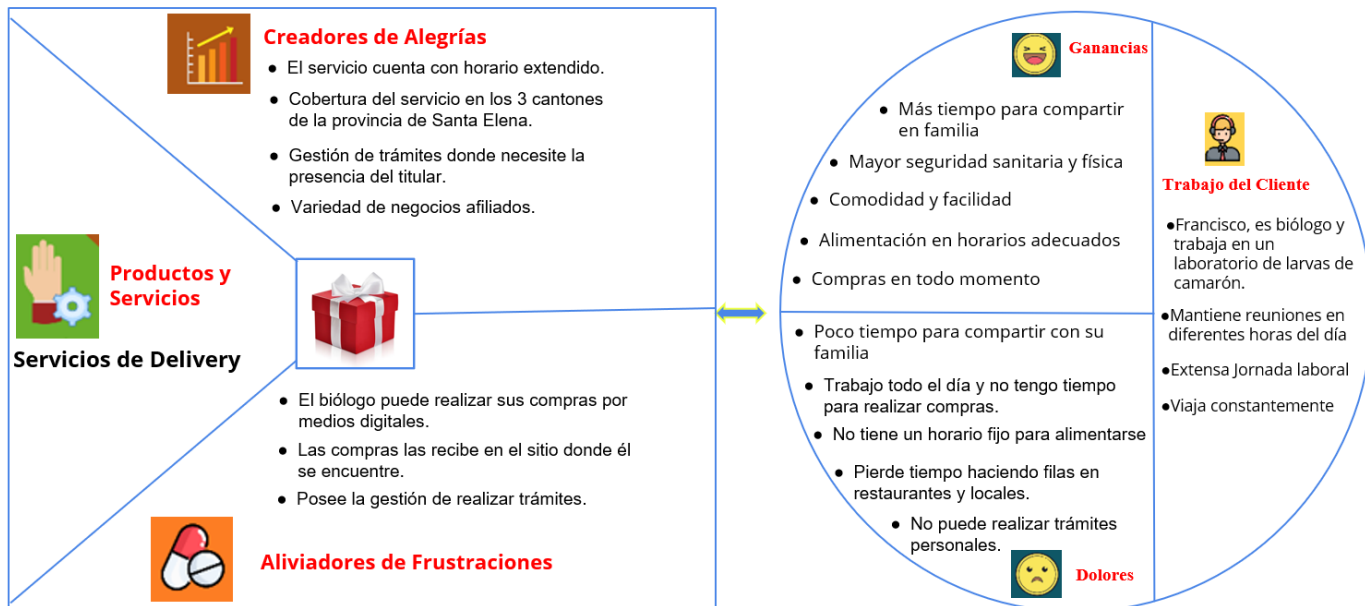 Creadores de Alegrías
● El servicio cuenta con horario extendido.
● Cobertura del servicio en los 3 cantones
de la provincia de Santa Elena.
● Gestión de trámites donde necesite la
presencia del titular.
● Variedad de negocios afiliados.
Productos y
Servicios
Servicios de Delivery
● El biólogo puede realizar sus compras por
medios digitales.
● Las compras las recibe en el sitio donde él
se encuentre.
● Posee la gestión de realizar trámites.
Aliviadores de Frustraciones
Ganancias
● Más tiempo para compartir
en familia
● Mayor seguridad sanitaria y física
● Comodidad y facilidad
● Alimentación en horarios adecuados
● Compras en todo momento
● Poco tiempo para compartir con su
familia
● Trabajo todo el día y no tengo tiempo
para realizar compras.
● No tiene un horario fijo para alimentarse
● Pierde tiempo haciendo filas en
restaurantes y locales.
● No puede realizar trámites
personales.
Dolores
Trabajo del Cliente
●Francisco, es biólogo y
trabaja en un
laboratorio de larvas de
camarón.
●Mantiene reuniones en
diferentes horas del día
●Extensa Jornada laboral
●Viaja constantemente